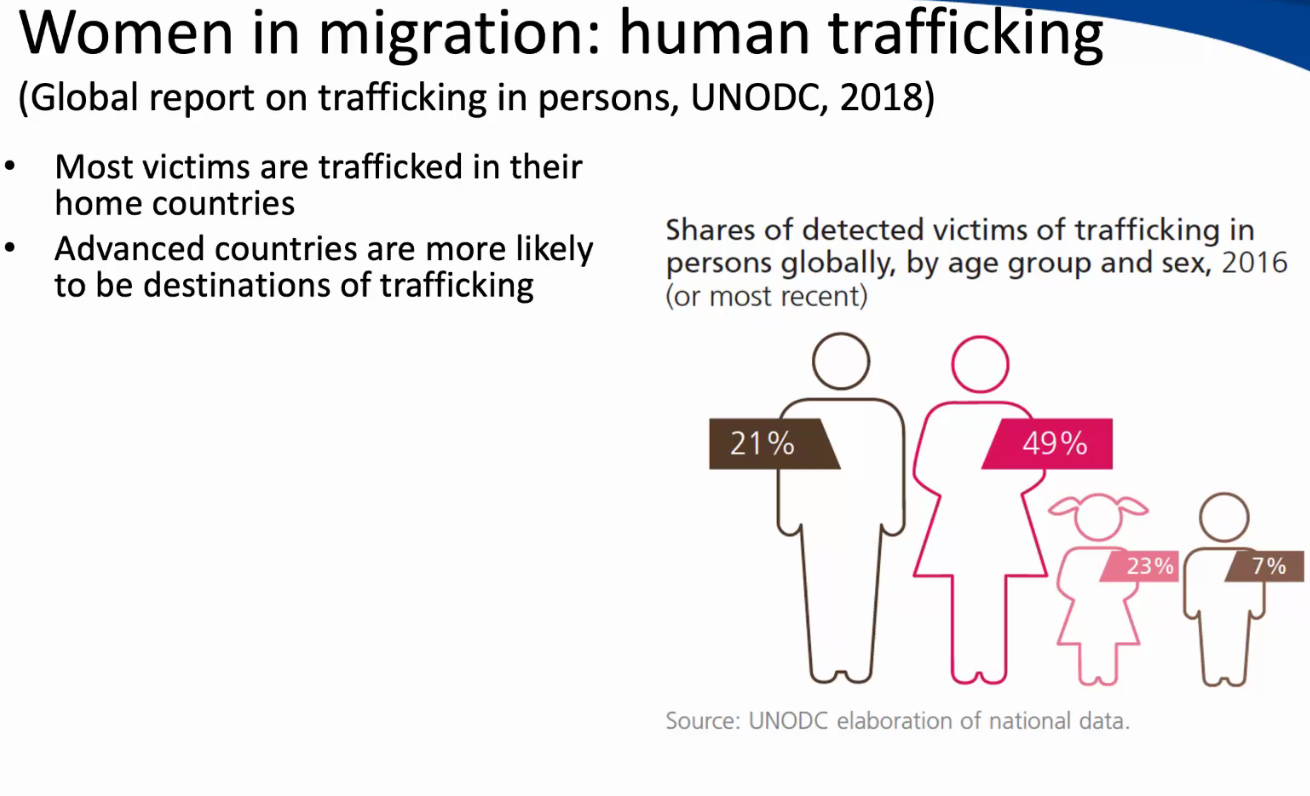 Women in migration: human trafficking
(Global report on trafficking in persons, UNODC, 2018)
• Most victims are trafficked in their
home countries
• Advanced countries are more likely
to be destinations of trafficking
Shares of detected victims of trafficking in
persons globally, by age group and sex, 2016
(or most recent)
21%
49%
23%
7%
Source: UNODC elaboration of national data.